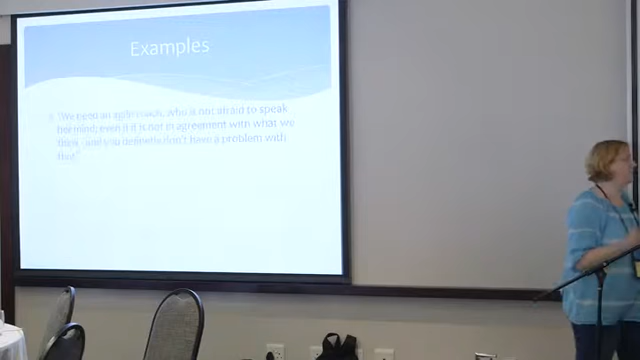 Examples
"We need an agile coach, who is not afraid to speak
her mind; even if it is not in agreement with what we
think - and you definetly don't have a problem with
that"